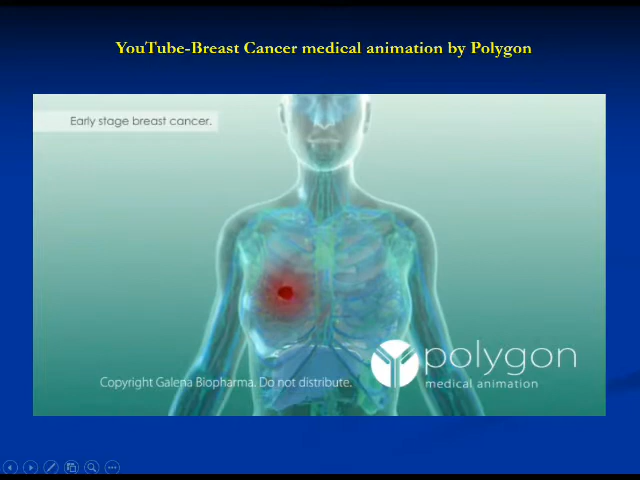 YouTube-Breast Cancer medical animation by Polygon
Early stage breast cancer.
polygon
medical animation
Copyright Galena Biopharma. Do not distribute.